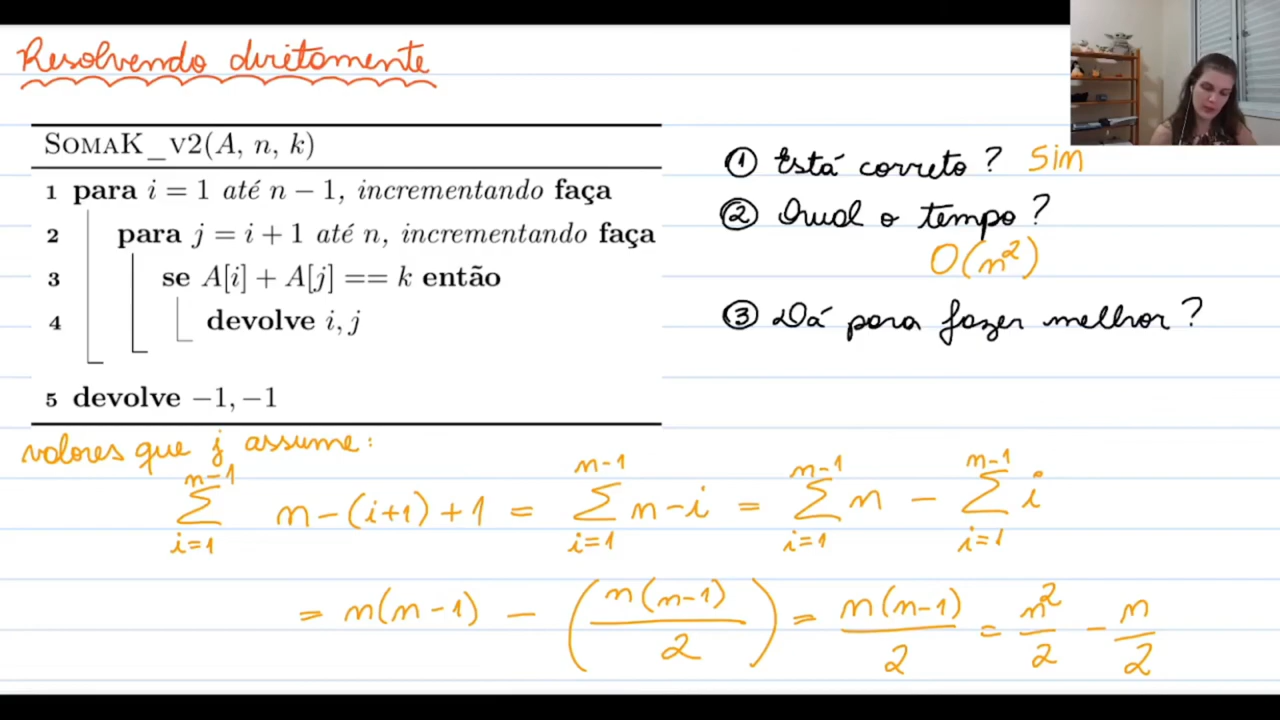 Resolvendo diretamente
SomaK_v2(A, n, k)
1 para i = 1 até n − 1, incrementando faça
2 para j = i + 1 até n, incrementando faça
3 se A[i] + A[j] == k então
4 devolve i, j
5 devolve −1, −1
① Está correto? Sim
② Qual o tempo?
O(n²)
③ Dá para fazer melhor?
valores que j assume:
∑_{i=1}^{n-1} n-(i+1)+1 = ∑_{i=1}^{n-1} n-i = ∑_{i=1}^{n-1} n - ∑_{i=1}^{n-1} i
= n(n-1) - (n(n-1)/2) = n(n-1)/2 = n²/2 - n/2